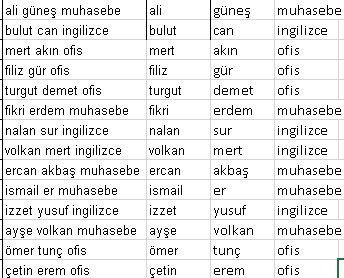 ali güneş muhasebe ali güneş muhasebe
bulut can ingilizce bulut can ingilizce
mert akın ofis mert akın ofis
filiz gür ofis filiz gür ofis
turgut demet ofis turgut demet ofis
fikri erdem muhasebe fikri erdem muhasebe
nalan sur ingilizce nalan sur ingilizce
volkan mert ingilizce volkan mert ingilizce
ercan akbaş muhasebe ercan akbaş muhasebe
ismail er muhasebe ismail er muhasebe
izzet yusuf ingilizce izzet yusuf ingilizce
ayşe volkan muhasebe ayşe volkan muhasebe
ömer tunç ofis ömer tunç ofis
çetin erem ofis çetin erem ofis